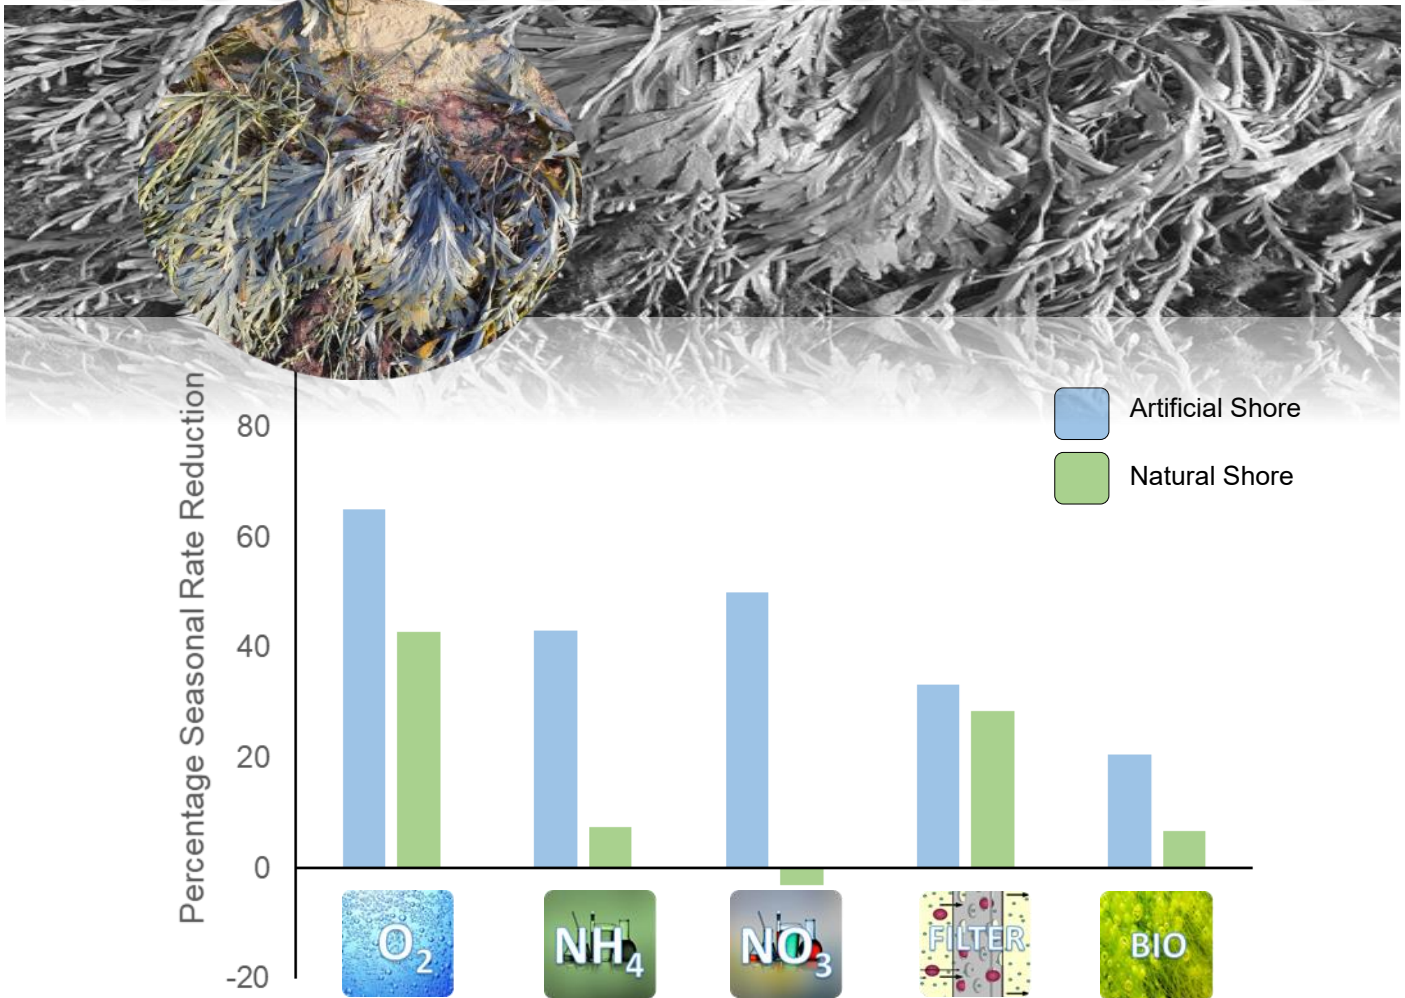 Percentage Seasonal Rate Reduction
80
60
40
20
0
-20
Artificial Shore
Natural Shore
O₂
NH₄
NO₃
FILTER
BIO